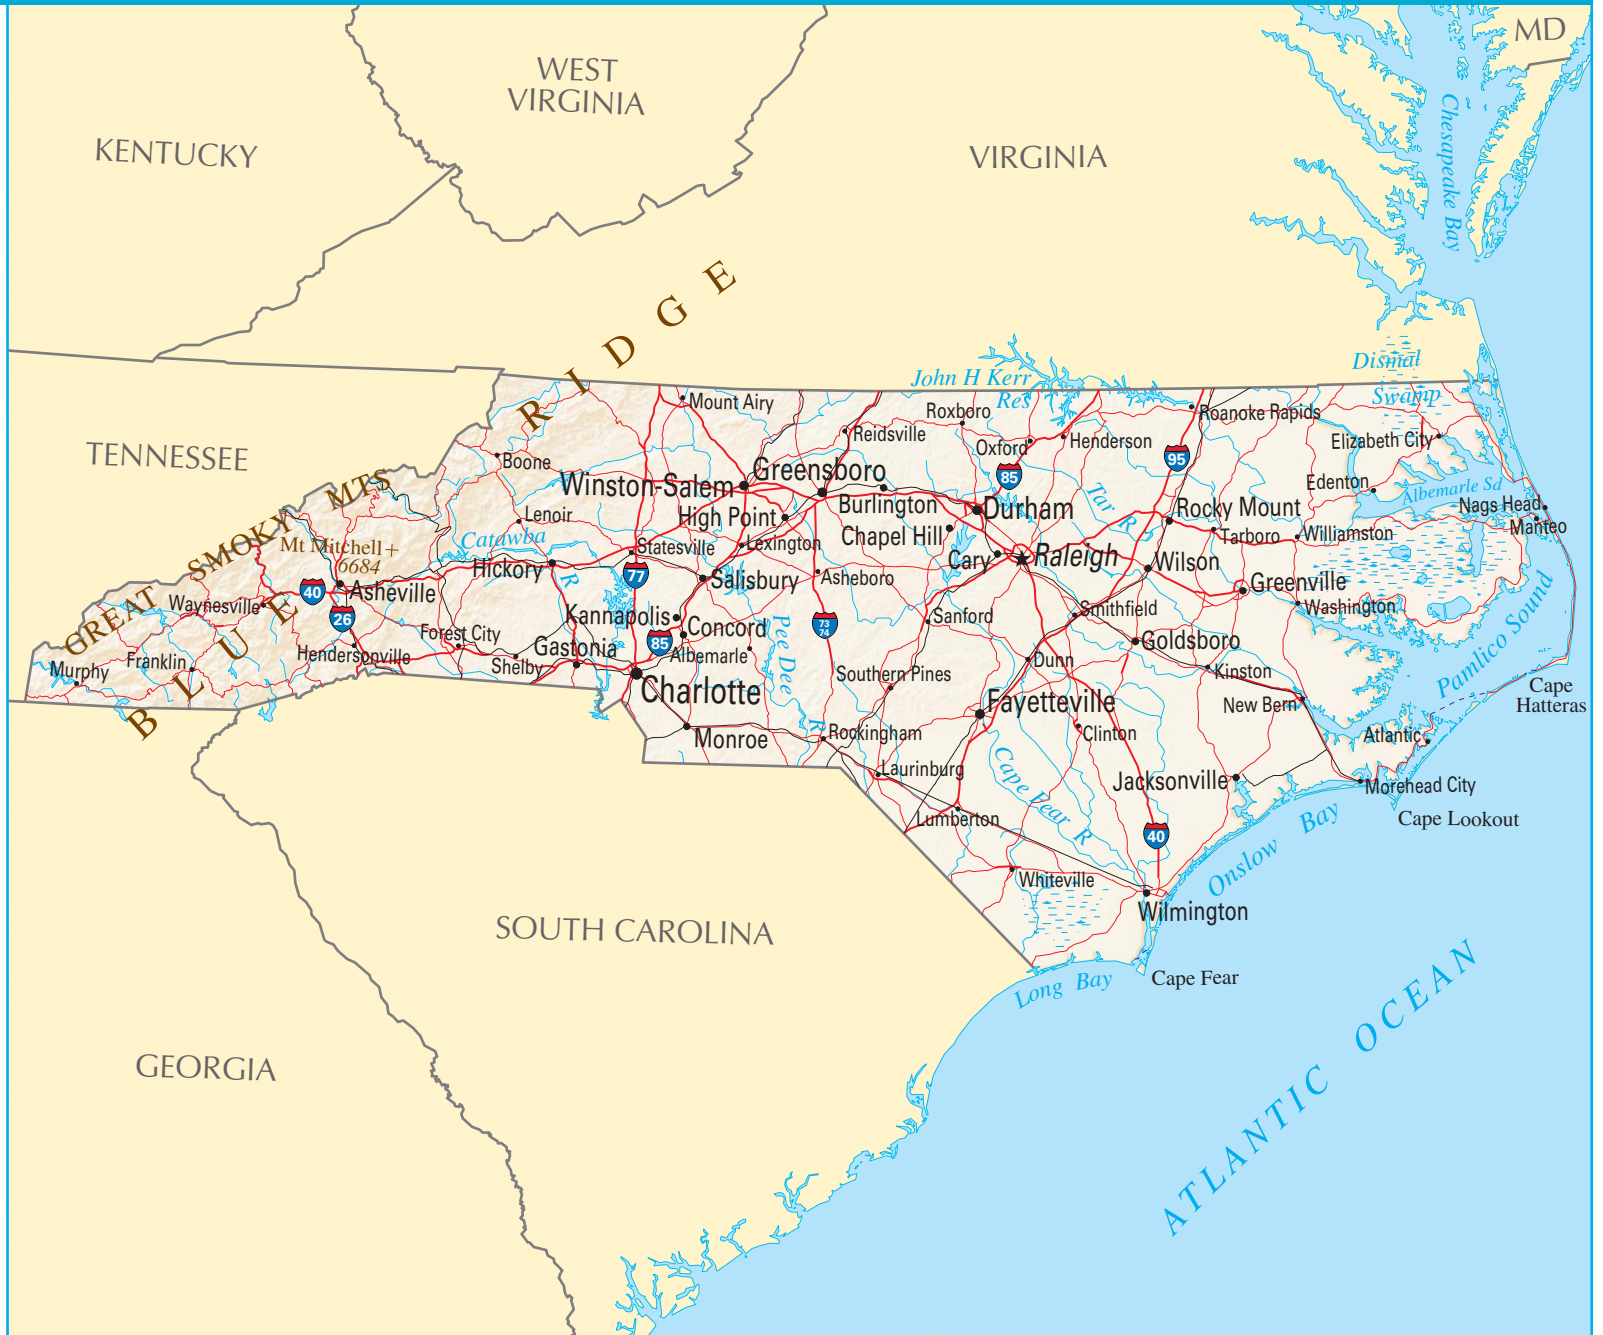 MD
WEST
VIRGINIA
KENTUCKY
VIRGINIA
Chesapeake Bay
TENNESSEE
BLUE RIDGE
GREAT SMOKY MTS
Mt Mitchell+
6684
John H Kerr
Res
Dismal
Swamp
Mount Airy
Roxboro
Roanoke Rapids
Reidsville
Oxford
Henderson
Elizabeth City
Boone
95
Winston-Salem
Greensboro
85
Edenton
Albemarle Sd
Burlington
Durham
Tar R
Rocky Mount
Nags Head
Manteo
Lenoir
High Point
Chapel Hill
Tarboro
Williamston
Catawba
R
Statesville
Lexington
Cary
Raleigh
Wilson
Hickory
77
Salisbury
Asheboro
Greenville
40
Asheville
Waynesville
26
Kannapolis
Concord
73
74
Sanford
Smithfield
Washington
Pamlico Sound
Forest City
Gastonia
85
Albemarle
Pee Dee
R
Goldsboro
Murphy
Franklin
Hendersonville
Shelby
Southern Pines
Dunn
Kinston
Charlotte
Fayetteville
New Bern
Cape
Hatteras
Monroe
Rockingham
Clinton
Atlantic
Laurinburg
Cape Fear R
Jacksonville
Morehead City
Lumberton
40
Onslow Bay
Cape Lookout
Whiteville
Wilmington
SOUTH CAROLINA
Long Bay
Cape Fear
ATLANTIC OCEAN
GEORGIA